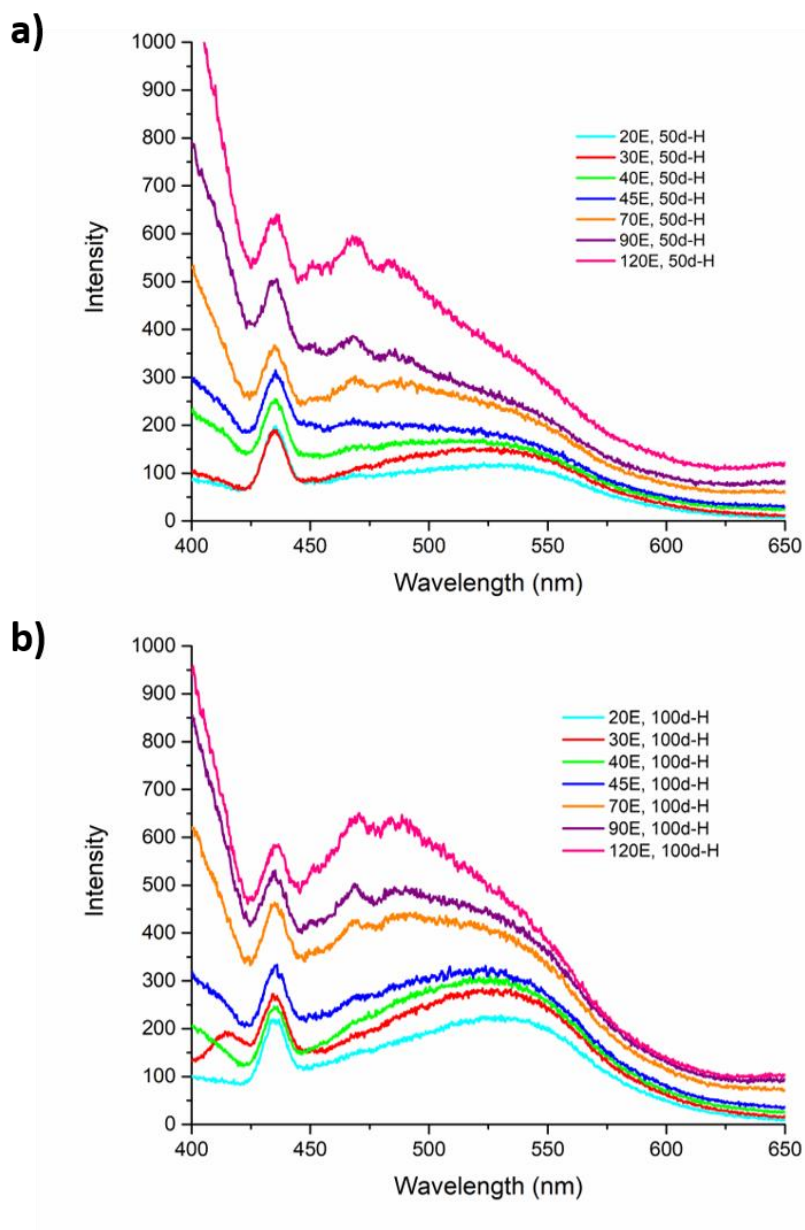 a)
1000
900
800
700
600
500
400
300
200
100
0
Intensity
20E, 50d-H
30E, 50d-H
40E, 50d-H
45E, 50d-H
70E, 50d-H
90E, 50d-H
120E, 50d-H
400 450 500 550 600 650
Wavelength (nm)
b)
1000
900
800
700
600
500
400
300
200
100
0
Intensity
20E, 100d-H
30E, 100d-H
40E, 100d-H
45E, 100d-H
70E, 100d-H
90E, 100d-H
120E, 100d-H
400 450 500 550 600 650
Wavelength (nm)